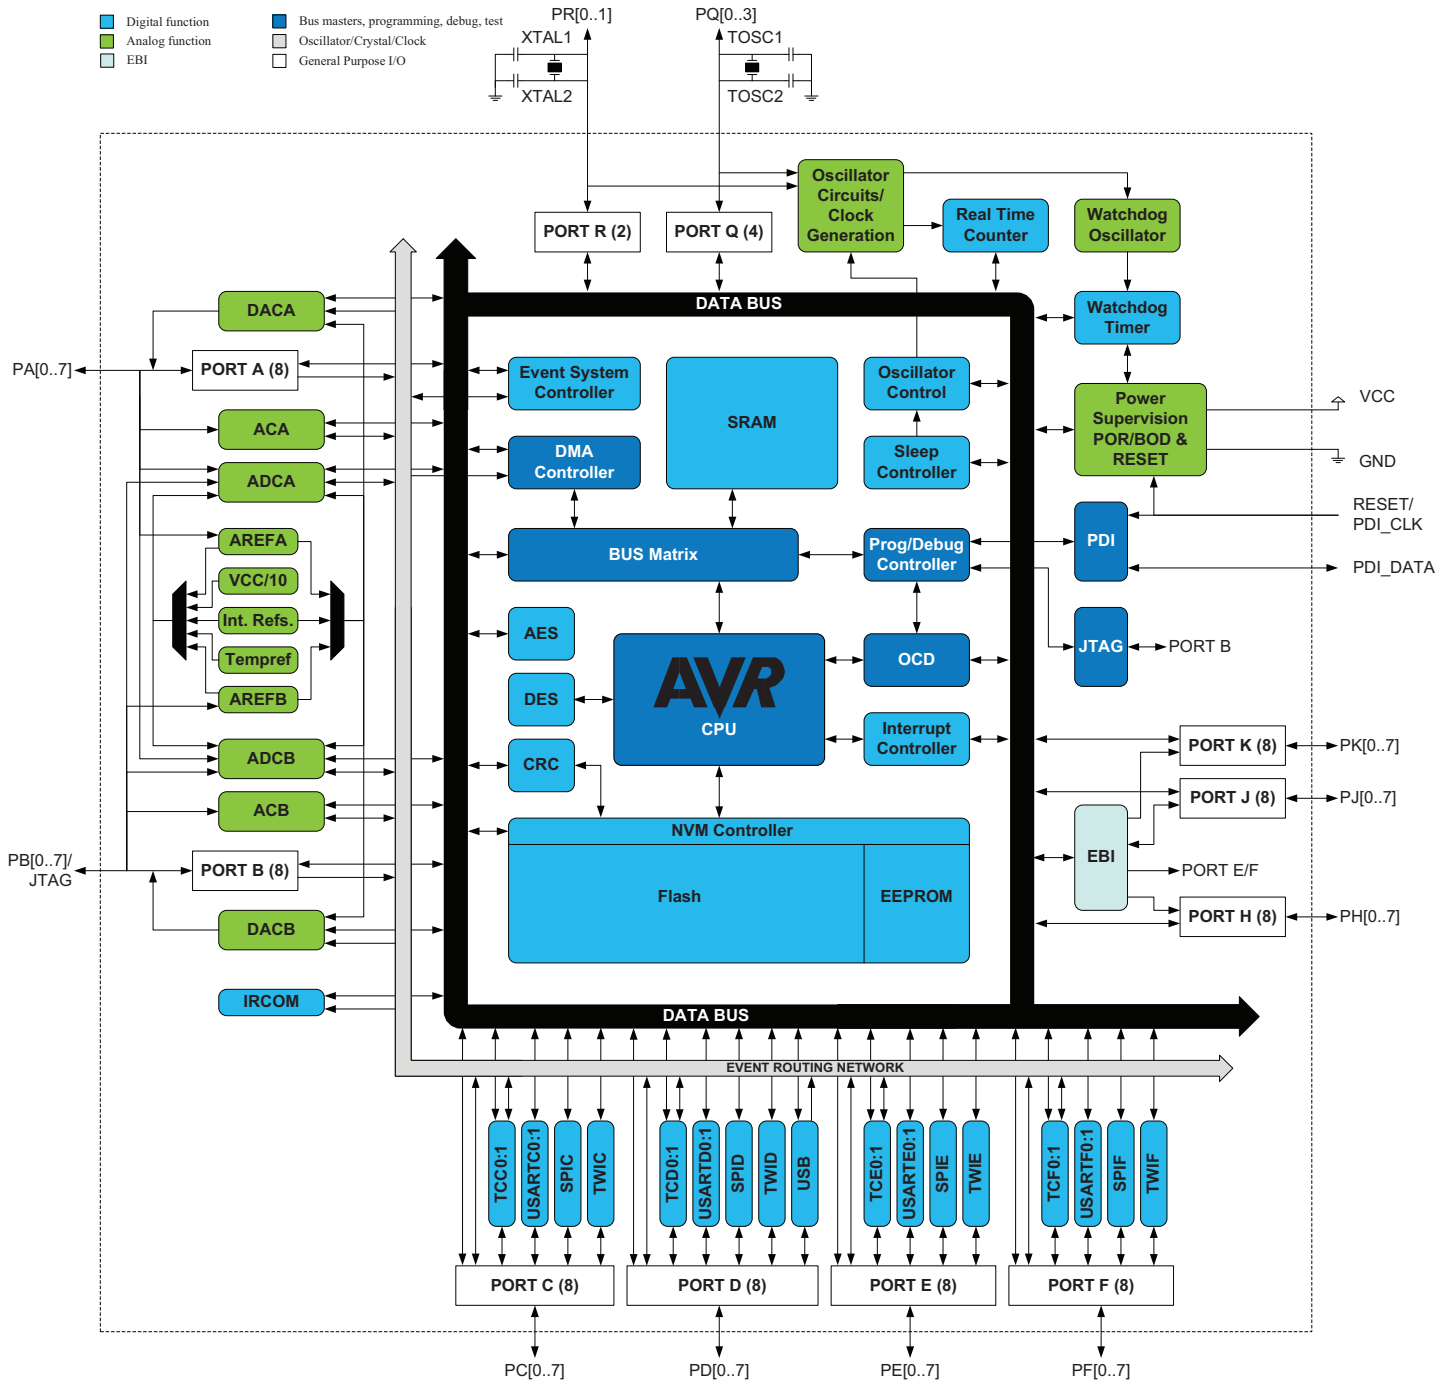 Digital function
Analog function
EBI
Bus masters, programming, debug, test
Oscillator/Crystal/Clock
General Purpose I/O
PR[0..1]
PQ[0..3]
XTAL1
XTAL2
TOSC1
TOSC2
Oscillator
Circuits/
Clock
Generation
Real Time
Counter
Watchdog
Oscillator
PORT R (2)
PORT Q (4)
DATA BUS
Watchdog
Timer
DACA
PA[0..7]
PORT A (8)
ACA
ADCA
AREFA
VCC/10
Int. Refs.
Tempref
AREFB
ADCB
ACB
PB[0..7]/
JTAG
PORT B (8)
DACB
IRCOM
Event System
Controller
SRAM
Oscillator
Control
DMA
Controller
Sleep
Controller
BUS Matrix
Prog/Debug
Controller
AES
DES
CRC
AVR
CPU
OCD
Interrupt
Controller
NVM Controller
Flash
EEPROM
Power
Supervision
POR/BOD &
RESET
VCC
GND
RESET/
PDI_CLK
PDI
PDI_DATA
JTAG
PORT B
PORT K (8)
PK[0..7]
PORT J (8)
PJ[0..7]
EBI
PORT E/F
PORT H (8)
PH[0..7]
DATA BUS
EVENT ROUTING NETWORK
TCC0:1
USARTC0:1
SPIC
TWIC
TCD0:1
USARTD0:1
SPID
TWID
USB
TCE0:1
USARTE0:1
SPIE
TWIE
TCF0:1
USARTF0:1
SPIF
TWIF
PORT C (8)
PORT D (8)
PORT E (8)
PORT F (8)
PC[0..7]
PD[0..7]
PE[0..7]
PF[0..7]